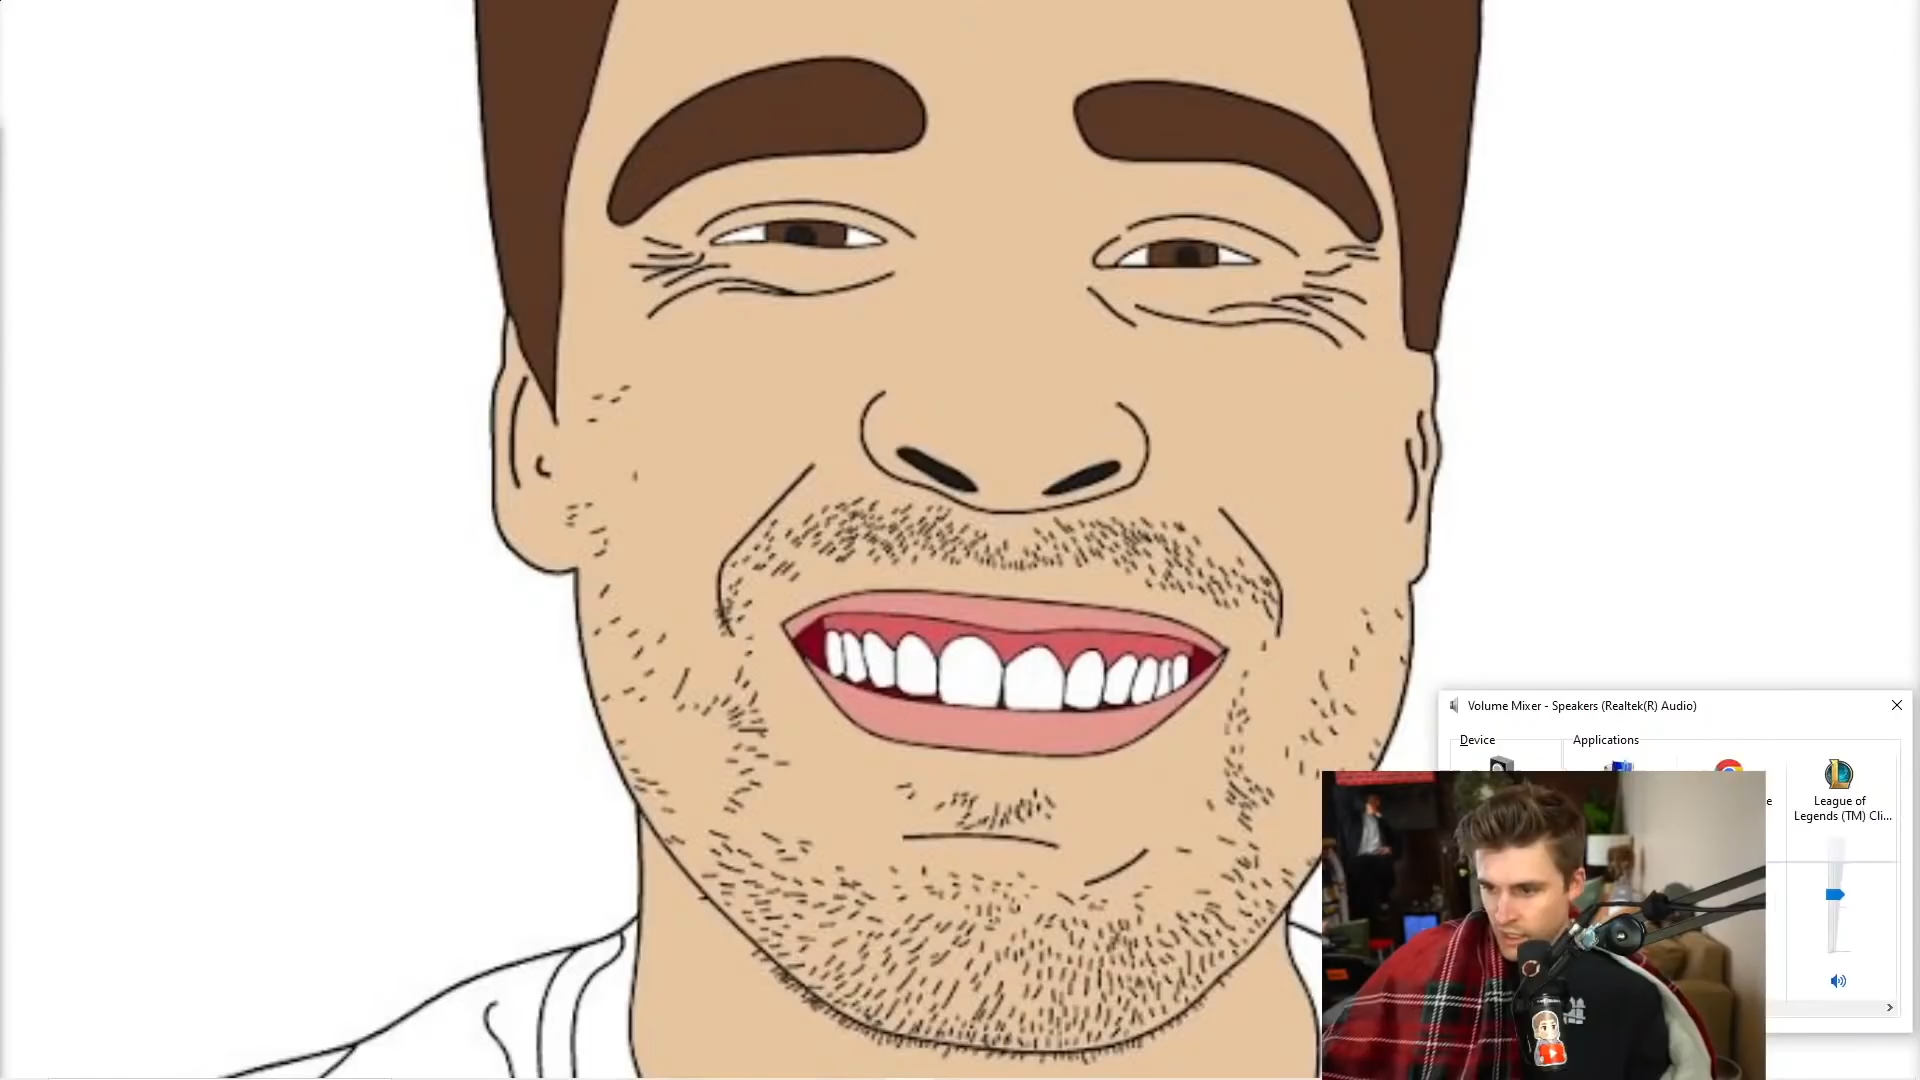 Volume Mixer - Speakers (Realtek(R) Audio)
Device
Applications
e
League of
Legends (TM) Cli...